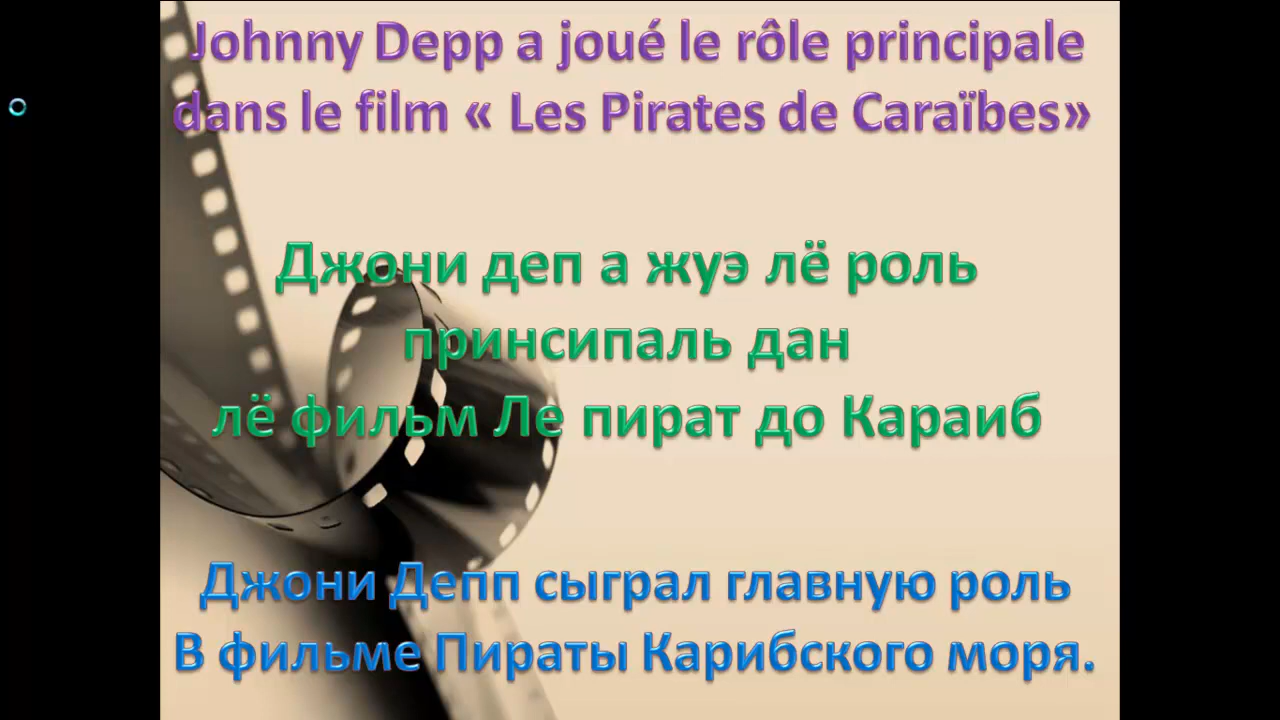 Johnny Depp a joué le rôle principale
dans le film « Les Pirates de Caraïbes»
Джони деп а жуэ лё роль
принсипаль дан
лё фильм Ле пират до Караиб
Джони Депп сыграл главную роль
В фильме Пираты Карибского моря.